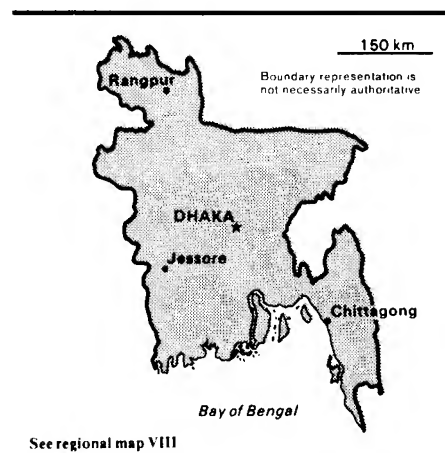 150 km
Boundary representation is
not necessarily authoritative
Rangpur
DHAKA
Jessore
Chittagong
Bay of Bengal
See regional map VIII